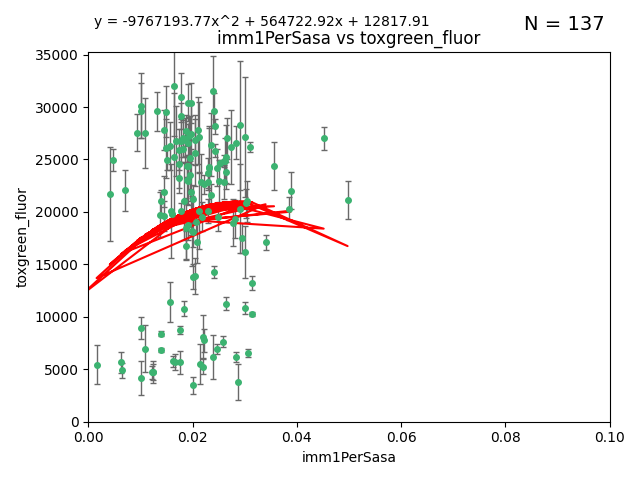 y = -9767193.77x^2 + 564722.92x + 12817.91
N = 137
imm1PerSasa vs toxgreen_fluor
toxgreen_fluor
35000
30000
25000
20000
15000
10000
5000
0
0.00 0.02 0.04 0.06 0.08 0.10
imm1PerSasa